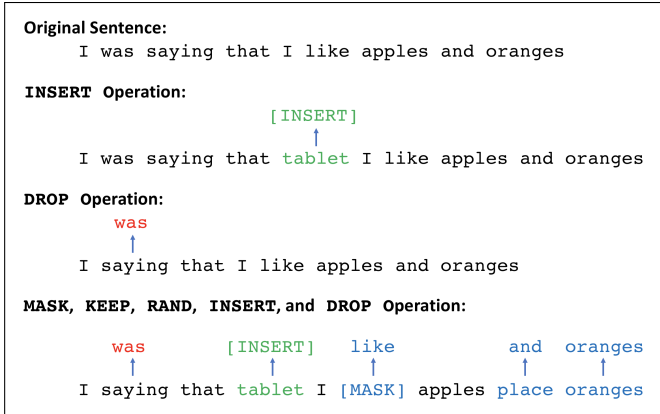 Original Sentence:
I was saying that I like apples and oranges
INSERT Operation:
[INSERT]
I was saying that tablet I like apples and oranges
DROP Operation:
was
I saying that I like apples and oranges
MASK, KEEP, RAND, INSERT, and DROP Operation:
was [INSERT] like and oranges
I saying that tablet I [MASK] apples place oranges